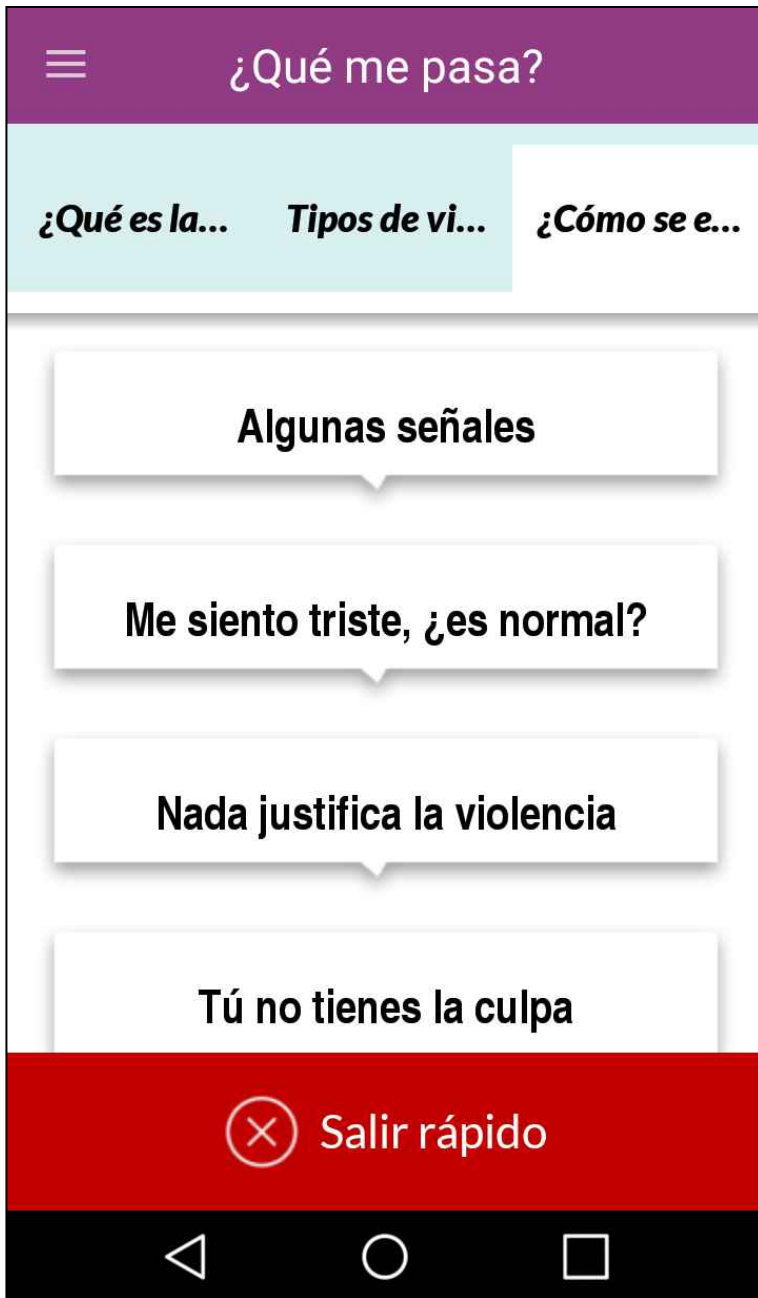 ¿Qué me pasa?
¿Qué es la... Tipos de vi... ¿Cómo se e...
Algunas señales
Me siento triste, ¿es normal?
Nada justifica la violencia
Tú no tienes la culpa
Salir rápido